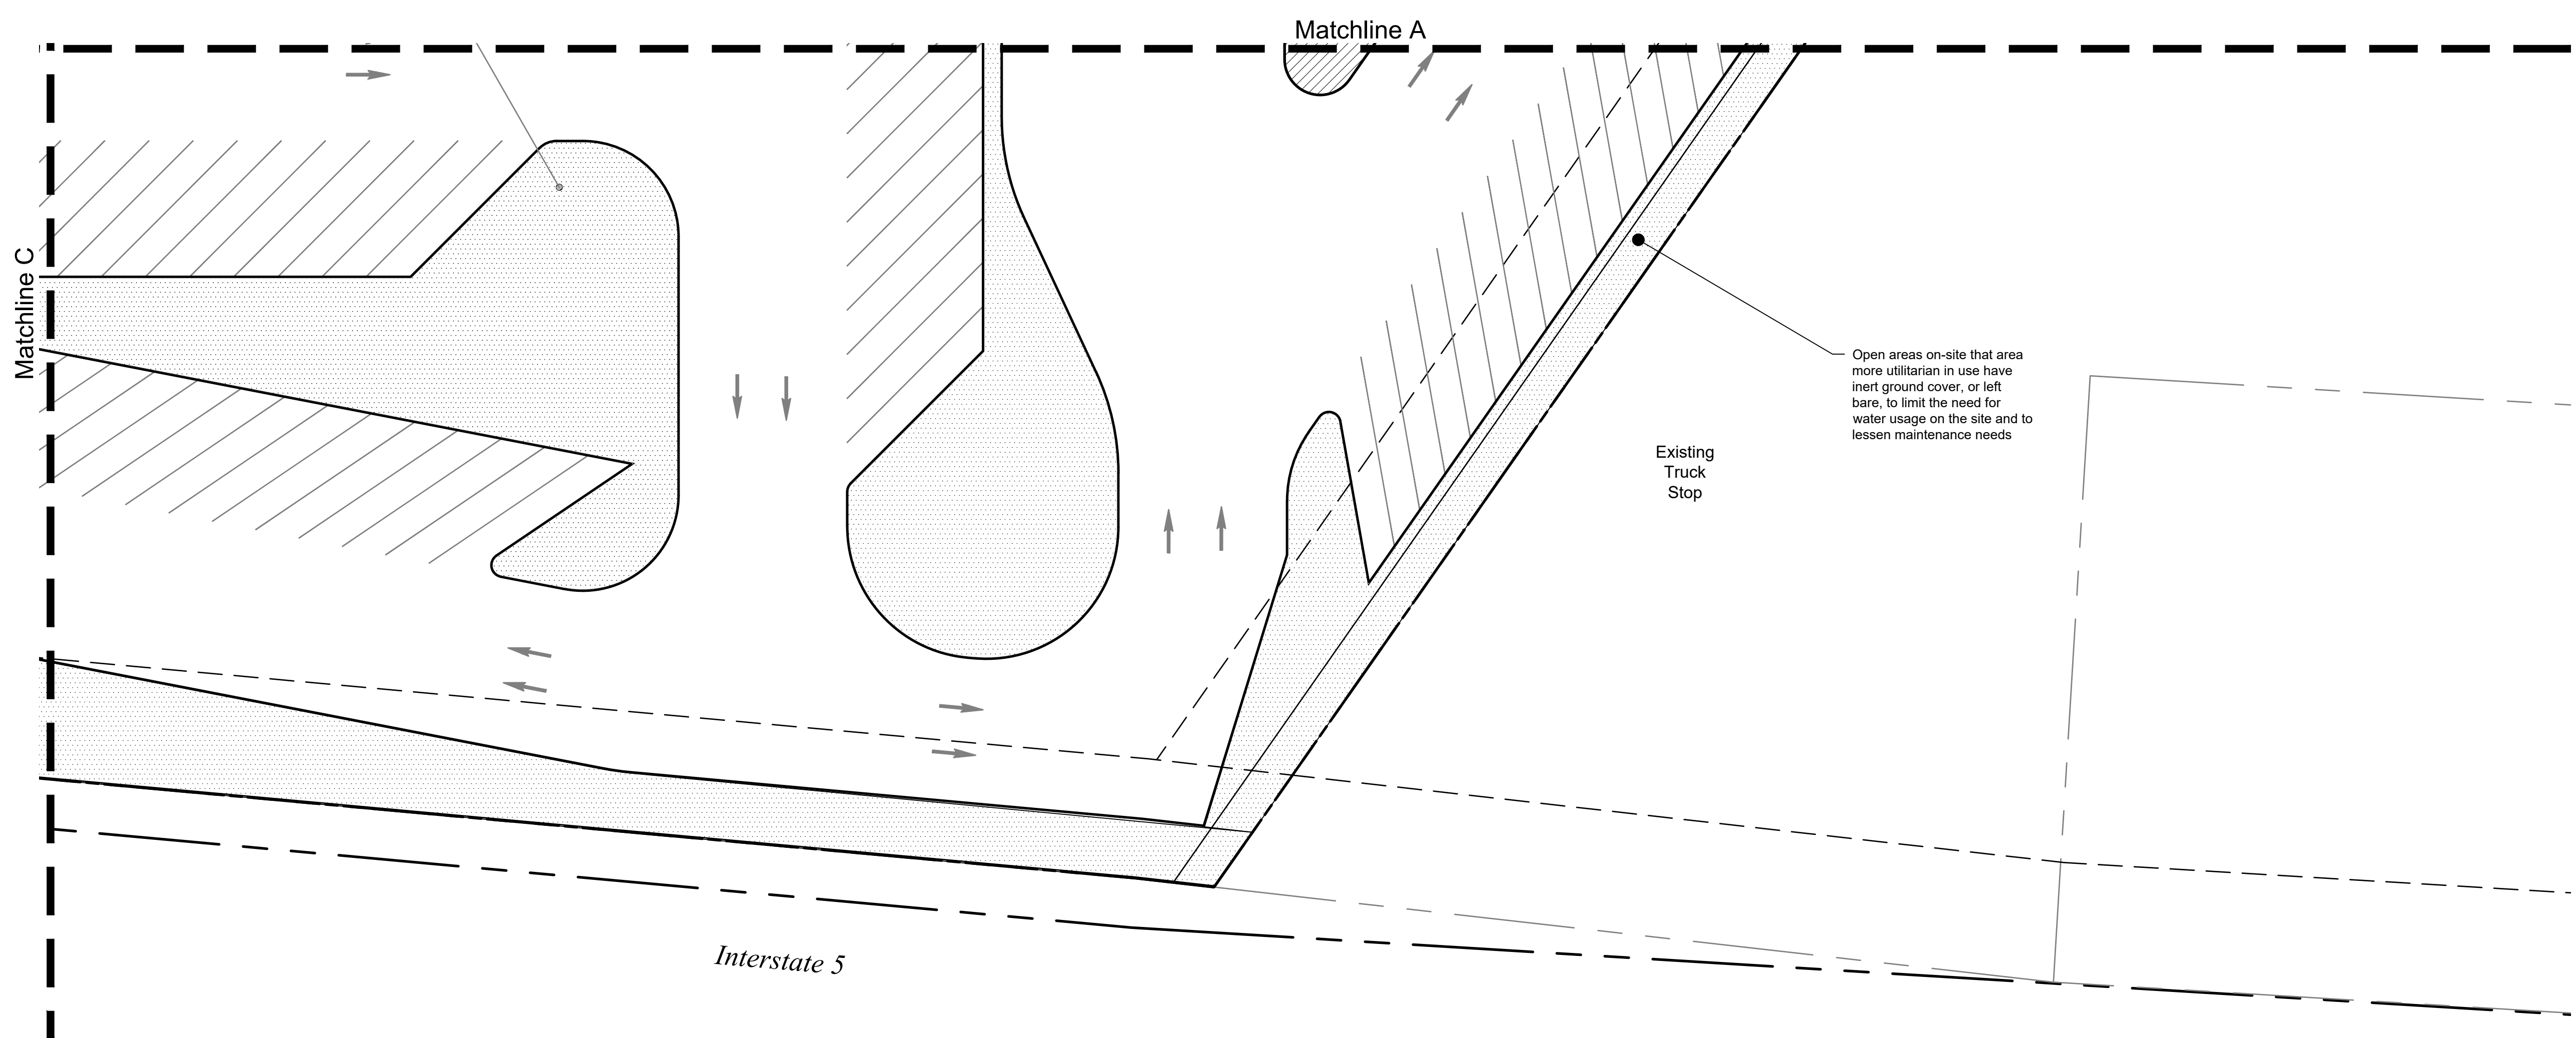 Matchline A
Matchline C
Open areas on-site that area
more utilitarian in use have
inert ground cover, or left
bare, to limit the need for
water usage on the site and to
lessen maintenance needs
Existing
Truck
Stop
Interstate 5